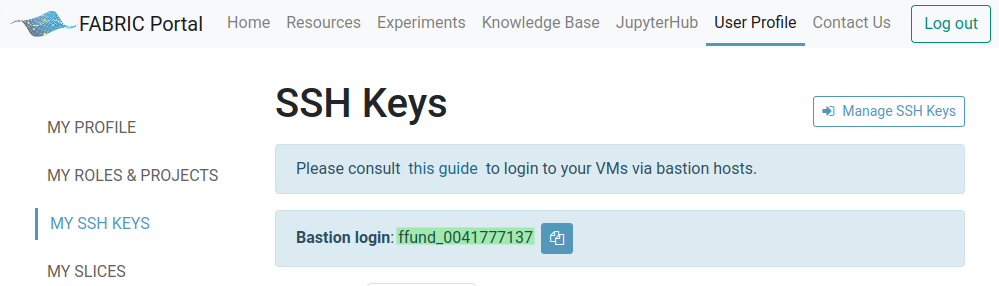 FABRIC Portal Home Resources Experiments Knowledge Base JupyterHub User Profile Contact Us Log out
SSH Keys
Manage SSH Keys
MY PROFILE
Please consult this guide to login to your VMs via bastion hosts.
MY ROLES & PROJECTS
MY SSH KEYS
Bastion login: ffund_0041777137
MY SLICES